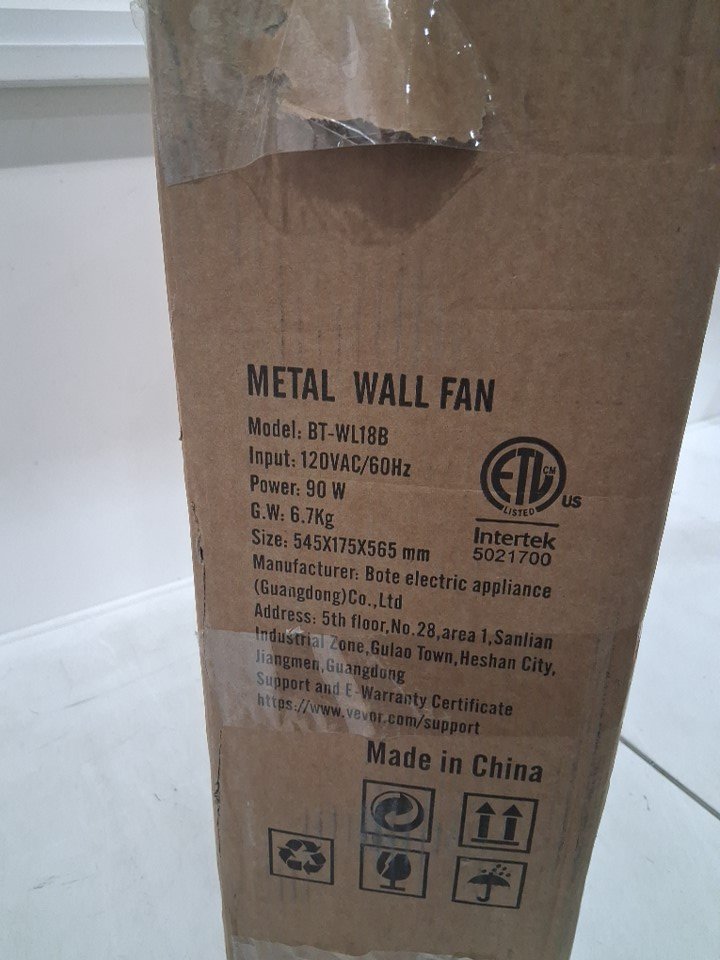 METAL WALL FAN
Model: BT-WL18B
Input: 120VAC/60Hz
Power: 90 W
G.W: 6.7Kg
Size: 545X175X565 mm
Manufacturer: Bote electric appliance
(Guangdong)Co.,Ltd
Address: 5th floor,No.28,area 1,Sanlian
Industrial Zone,Gulao Town,Heshan City,
Jiangmen,Guangdong
Support and E-Warranty Certificate
https://www.vevor.com/support
ETL CM
LISTED US
Intertek
5021700
Made in China